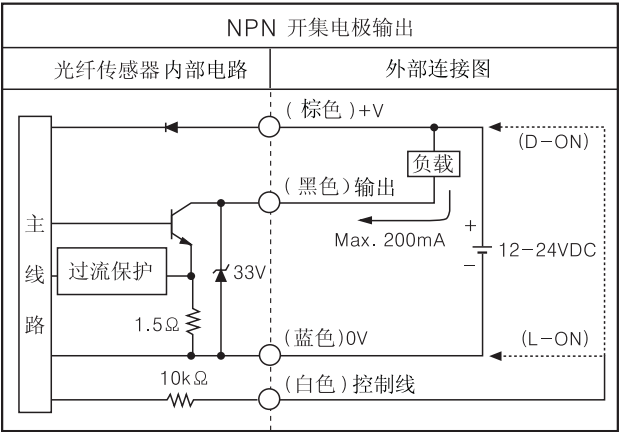 NPN 开集电极输出
光纤传感器内部电路
外部连接图
(棕色)+V
(D-ON)
负载
(黑色)输出
主线路
Max. 200mA
+
12-24VDC
-
过流保护
33V
1.5Ω
(蓝色)0V
(L-ON)
10kΩ
(白色)控制线